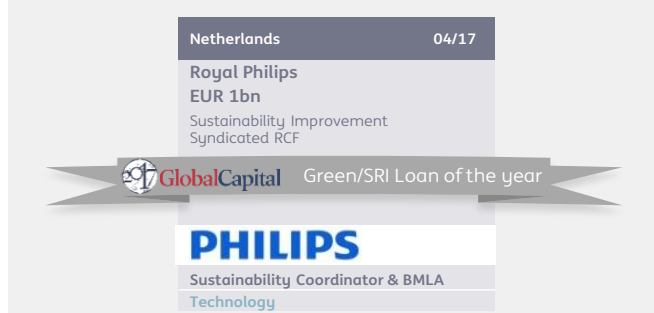 Netherlands 04/17
Royal Philips
EUR 1bn
Sustainability Improvement
Syndicated RCF
2017 GlobalCapital Green/SRI Loan of the year
PHILIPS
Sustainability Coordinator & BMLA
Technology